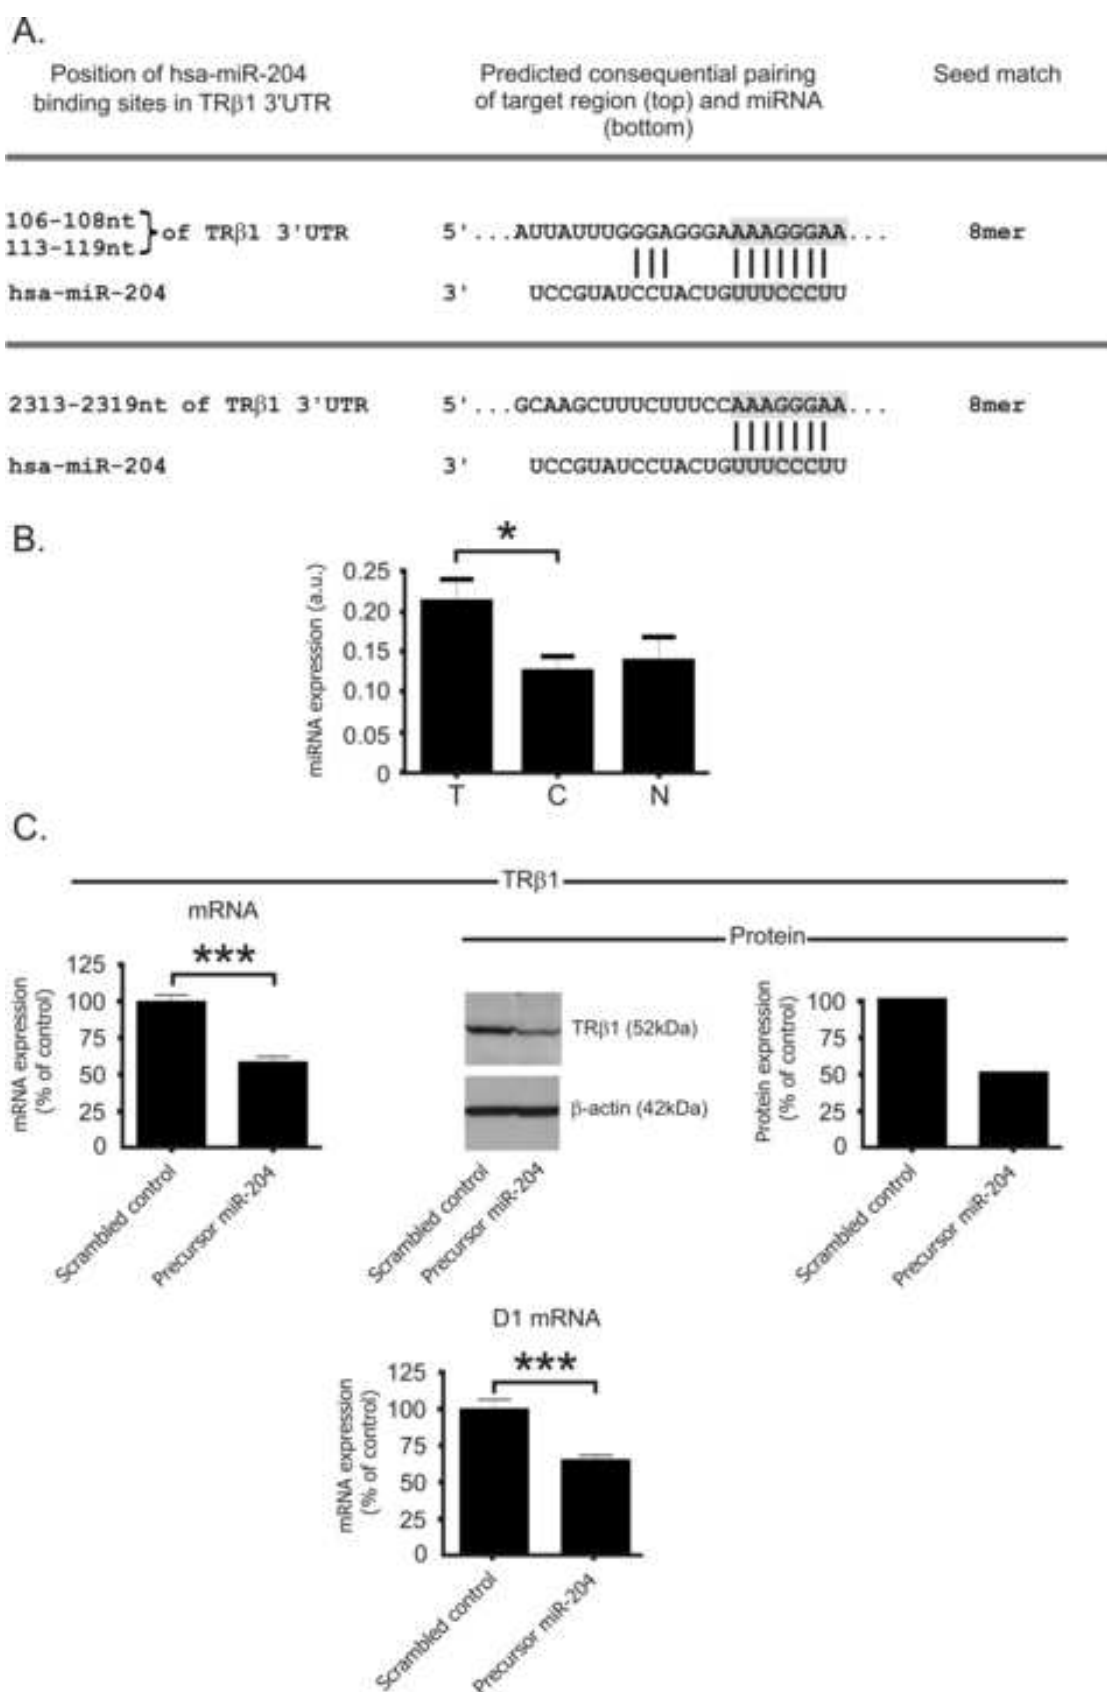 A.
Position of hsa-miR-204
binding sites in TRβ1 3'UTR
Predicted consequential pairing
of target region (top) and miRNA
(bottom)
Seed match
106-108nt
113-119nt
of TRβ1 3'UTR
5'...AUUAUUUGGGAGGGAAAAGGGAA...
8mer
hsa-miR-204
3' UCCGUAUCCUACUGUUUCCCUU
2313-2319nt of TRβ1 3'UTR
5'...GCAAGCUUUCUUUCCAAAGGGAA...
8mer
hsa-miR-204
3' UCCGUAUCCUACUGUUUCCCUU
B.
*
miRNA expression (a.u.)
0.25
0.20
0.15
0.10
0.05
0
T C N
C.
TRβ1
mRNA
***
mRNA expression
(% of control)
125
100
75
50
25
0
Scrambled control
Precursor miR-204
Protein
TRβ1 (52kDa)
β-actin (42kDa)
Scrambled control
Precursor miR-204
Protein expression
(% of control)
100
75
50
25
0
Scrambled control
Precursor miR-204
D1 mRNA
***
mRNA expression
(% of control)
125
100
75
50
25
0
Scrambled control
Precursor miR-204